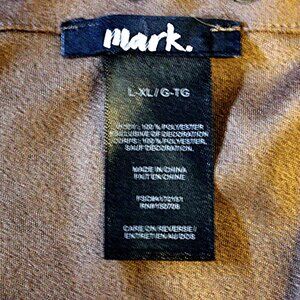 mark.
L-XL / G-TG
BODY: 100% POLYESTER
EXCLUSIVE OF DECORATION
CORPS: 100% POLYESTER,
SAUF DECORATION.
MADE IN CHINA
FAIT EN CHINE
CARE ON REVERSE /
ENTRETIEN AU DOS